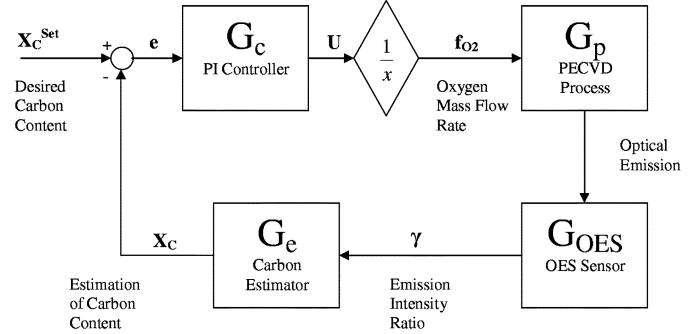 X_C^Set
+
-
e
G_c
PI Controller
U
1
x
f_O2
G_p
PECVD
Process
Desired
Carbon
Content
Oxygen
Mass Flow
Rate
Optical
Emission
X_C
G_e
Carbon
Estimator
γ
G_OES
OES Sensor
Estimation
of Carbon
Content
Emission
Intensity
Ratio